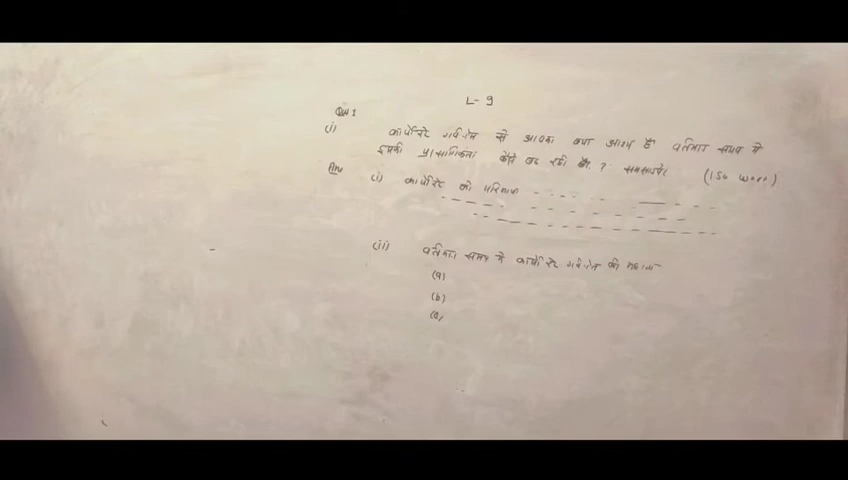 L- 9
Que 1
(i) कार्पोरेट गवर्नेंस से आपका क्या आशय है वर्तमान समय में
इसकी प्रासंगिकता कैसे बढ़ रही है ? समझाइये (150 Word)
Ans (i) कार्पोरेट को परिभाषा
(ii) वर्तमान समय में कार्पोरेट गवर्नेंस की महत्ता
(a)
(b)
(c)